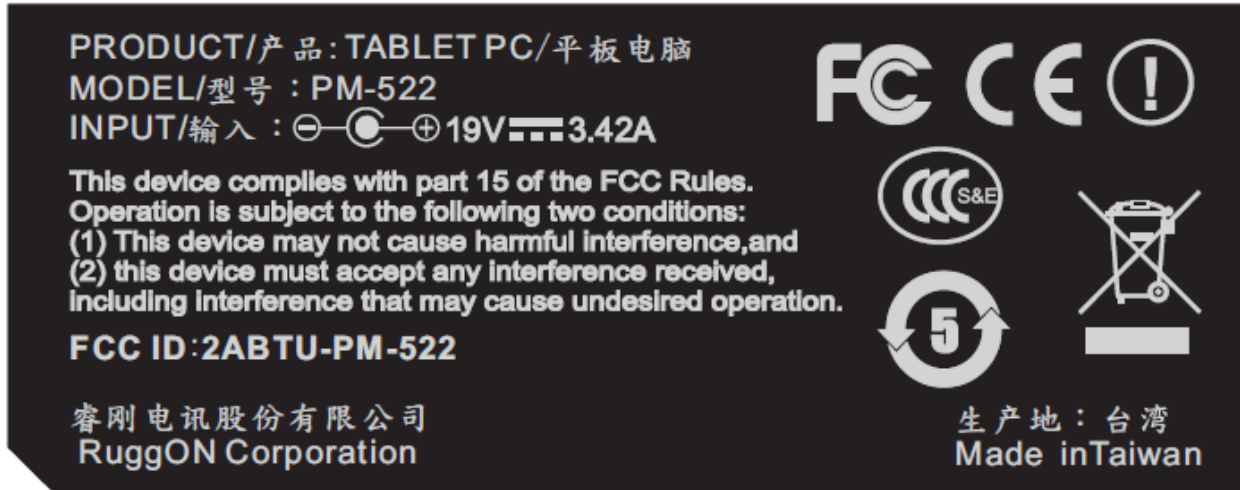 PRODUCT/产品: TABLET PC/平板电脑
MODEL/型号：PM-522
INPUT/输入：19V 3.42A
This device complies with part 15 of the FCC Rules.
Operation is subject to the following two conditions:
(1) This device may not cause harmful interference,and
(2) this device must accept any interference received,
including interference that may cause undesired operation.
FCC ID:2ABTU-PM-522
睿刚电讯股份有限公司
RuggON Corporation
FC CE !
CCC S&E
5
生产地：台湾
Made inTaiwan